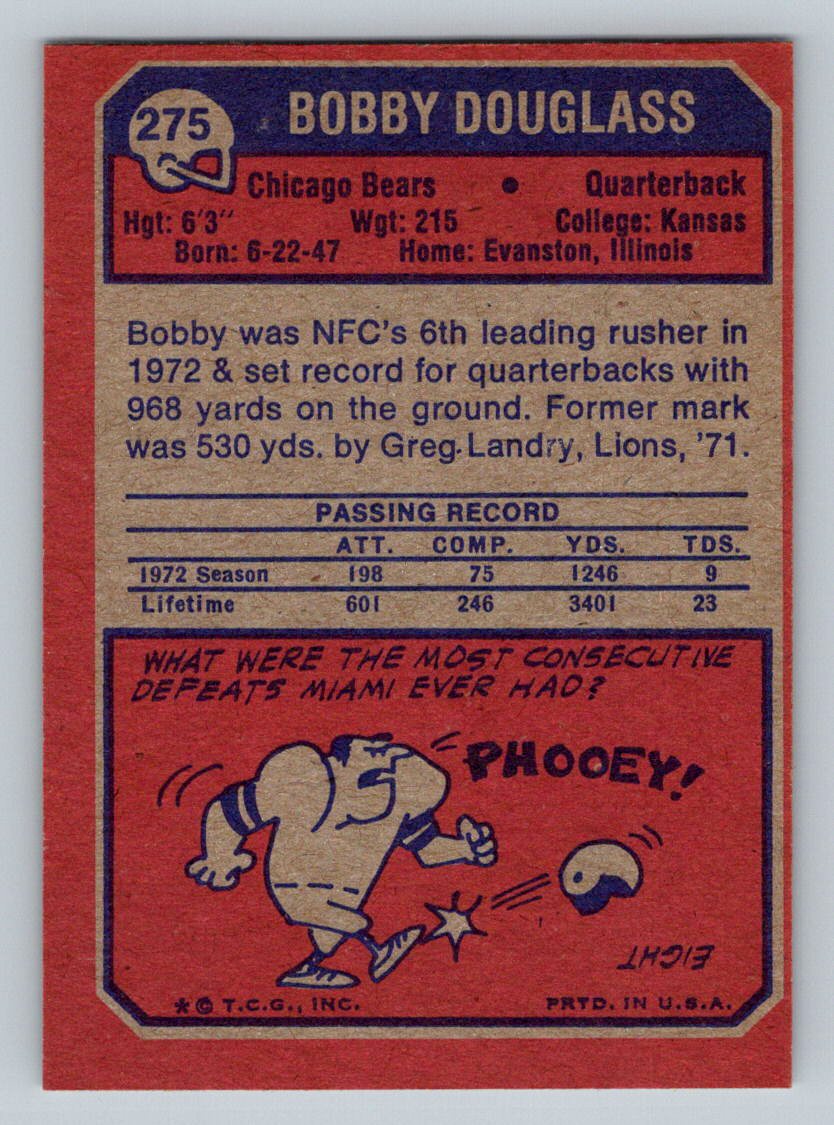 275
BOBBY DOUGLASS
Chicago Bears • Quarterback
Hgt: 6'3" Wgt: 215 College: Kansas
Born: 6-22-47 Home: Evanston, Illinois
Bobby was NFC's 6th leading rusher in
1972 & set record for quarterbacks with
968 yards on the ground. Former mark
was 530 yds. by Greg Landry, Lions, '71.
PASSING RECORD
ATT. COMP. YDS. TDS.
1972 Season 198 75 1246 9
Lifetime 601 246 3401 23
WHAT WERE THE MOST CONSECUTIVE
DEFEATS MIAMI EVER HAD?
PHOOEY!
EIGHT
*© T.C.G., INC. PRTD. IN U.S.A.